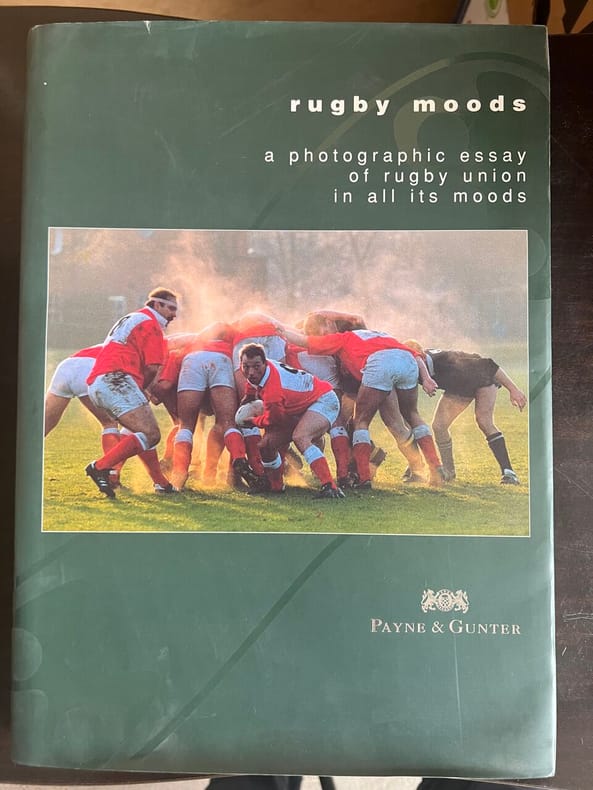 rugby moods
a photographic essay
of rugby union
in all its moods
PAYNE & GUNTER